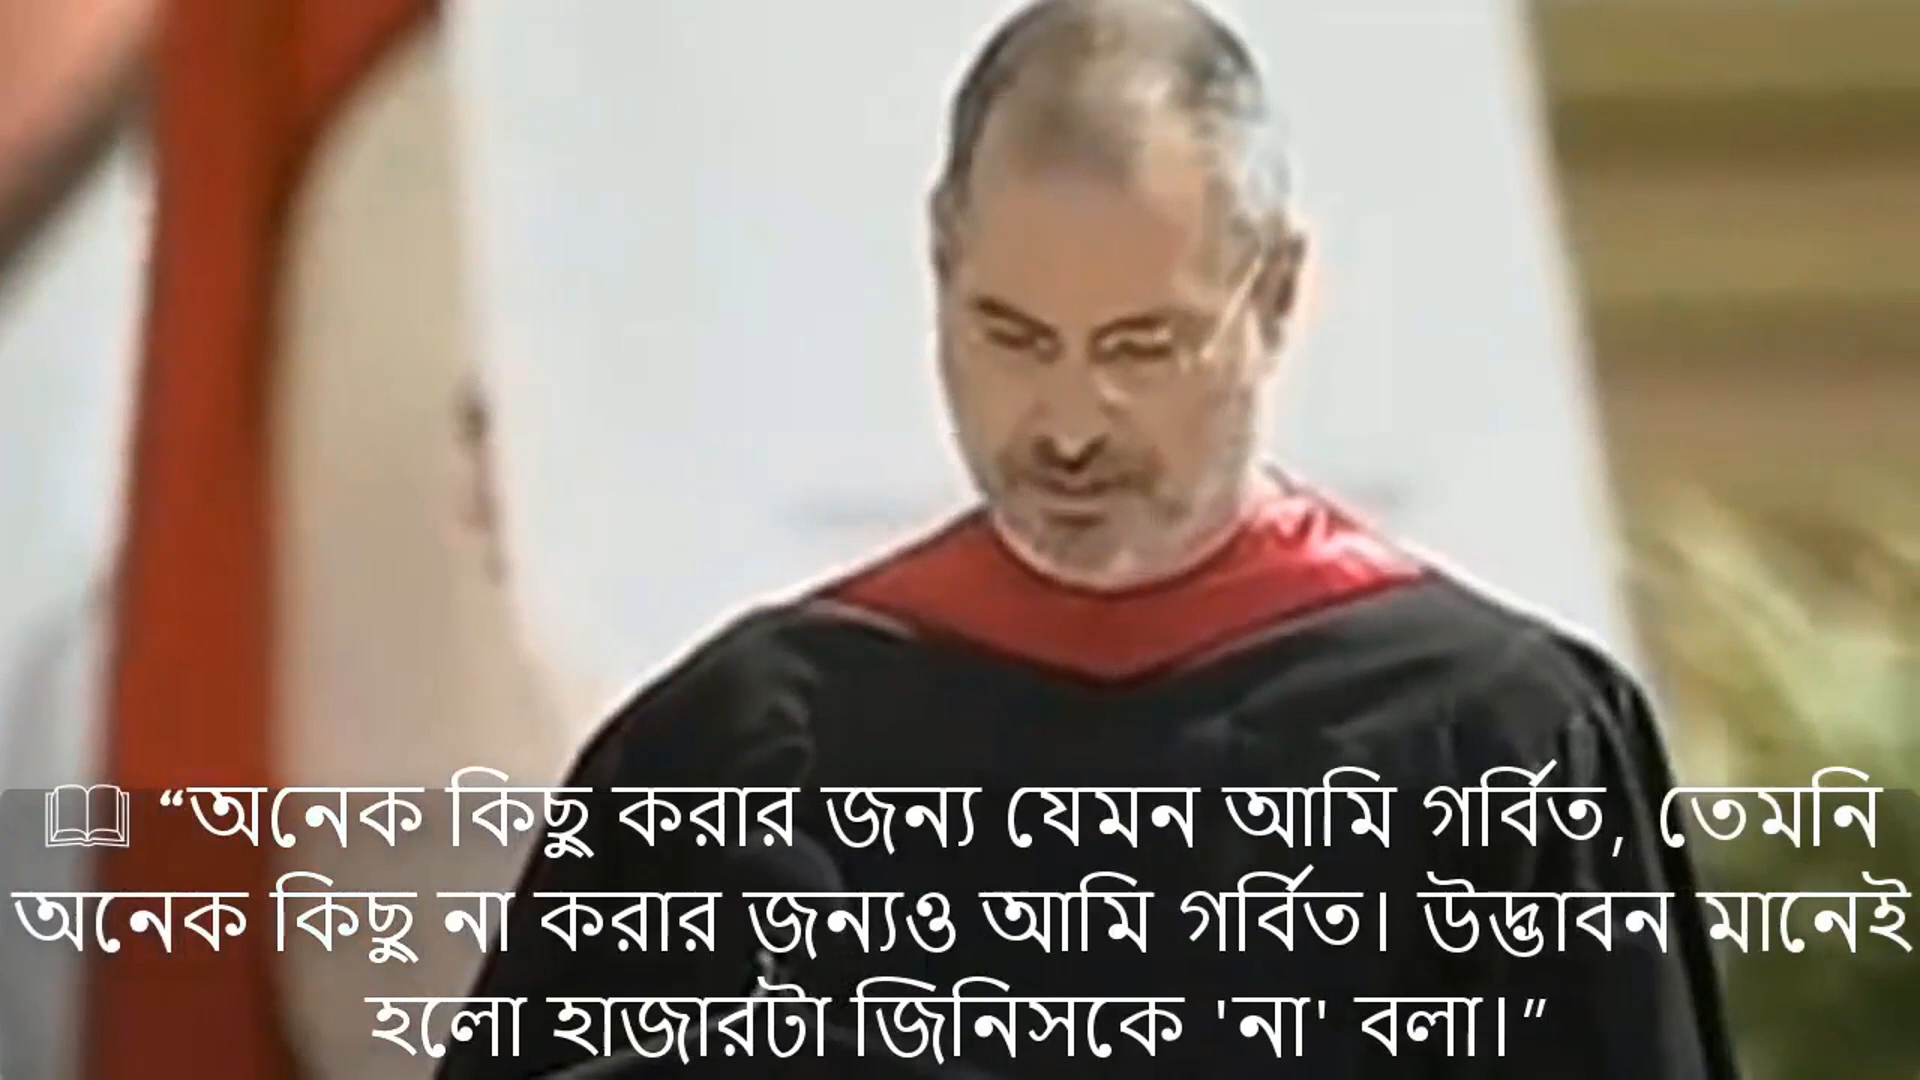 📖 “অনেক কিছু করার জন্য যেমন আমি গর্বিত, তেমনি
অনেক কিছু না করার জন্যও আমি গর্বিত। উদ্ভাবন মানেই
হলো হাজারটা জিনিসকে 'না' বলা।”